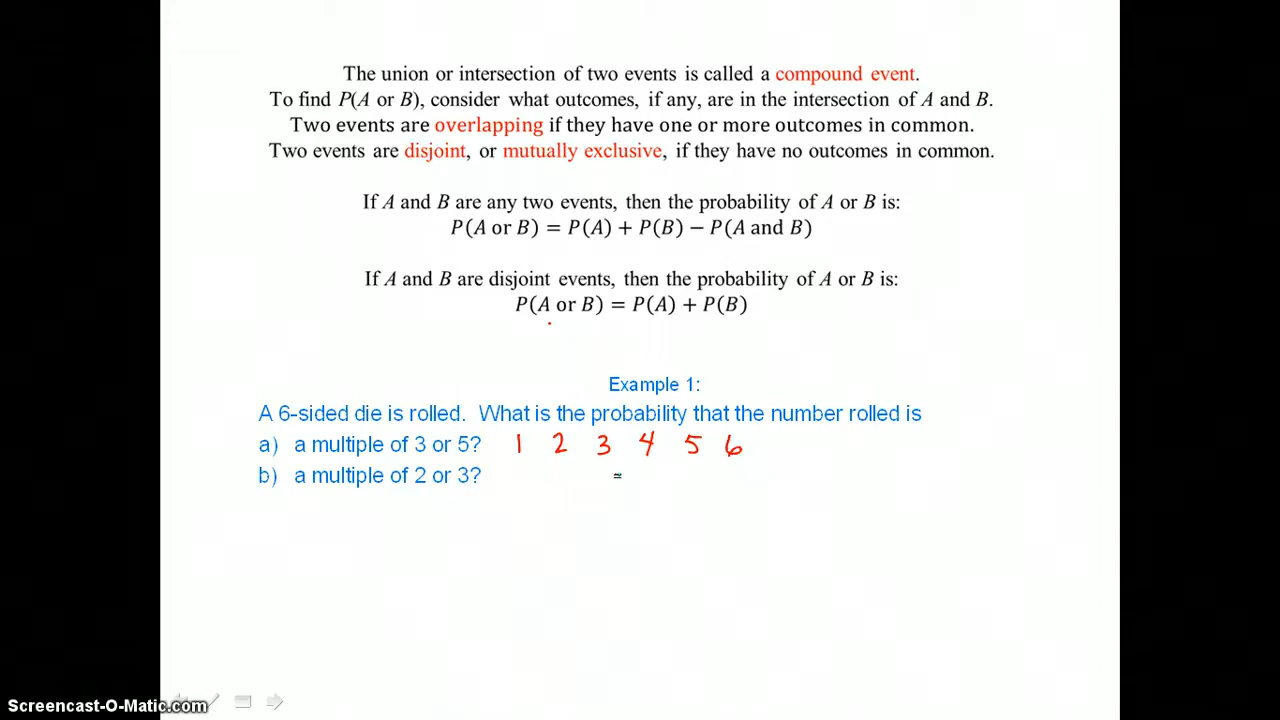 The union or intersection of two events is called a compound event.
To find P(A or B), consider what outcomes, if any, are in the intersection of A and B.
Two events are overlapping if they have one or more outcomes in common.
Two events are disjoint, or mutually exclusive, if they have no outcomes in common.
If A and B are any two events, then the probability of A or B is:
P(A or B) = P(A) + P(B) − P(A and B)
If A and B are disjoint events, then the probability of A or B is:
P(A or B) = P(A) + P(B)
Example 1:
A 6-sided die is rolled. What is the probability that the number rolled is
a) a multiple of 3 or 5? 1 2 3 4 5 6
b) a multiple of 2 or 3?
Screencast-O-Matic.com